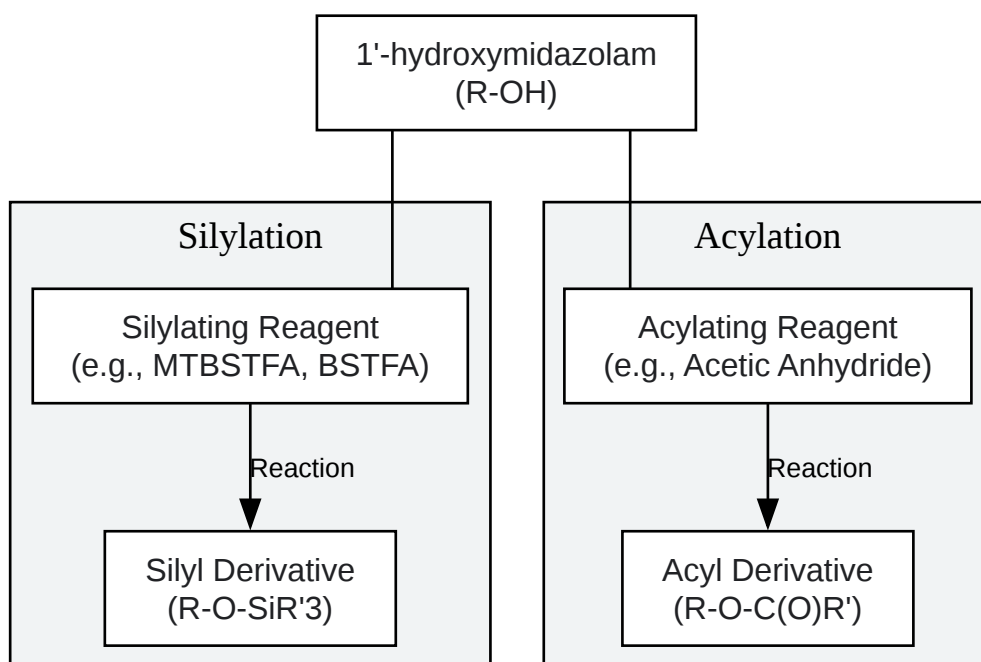 1'-hydroxymidazolam
(R-OH)
Silylation
Silylating Reagent
(e.g., MTBSTFA, BSTFA)
Reaction
Silyl Derivative
(R-O-SiR'3)
Acylation
Acylating Reagent
(e.g., Acetic Anhydride)
Reaction
Acyl Derivative
(R-O-C(O)R')